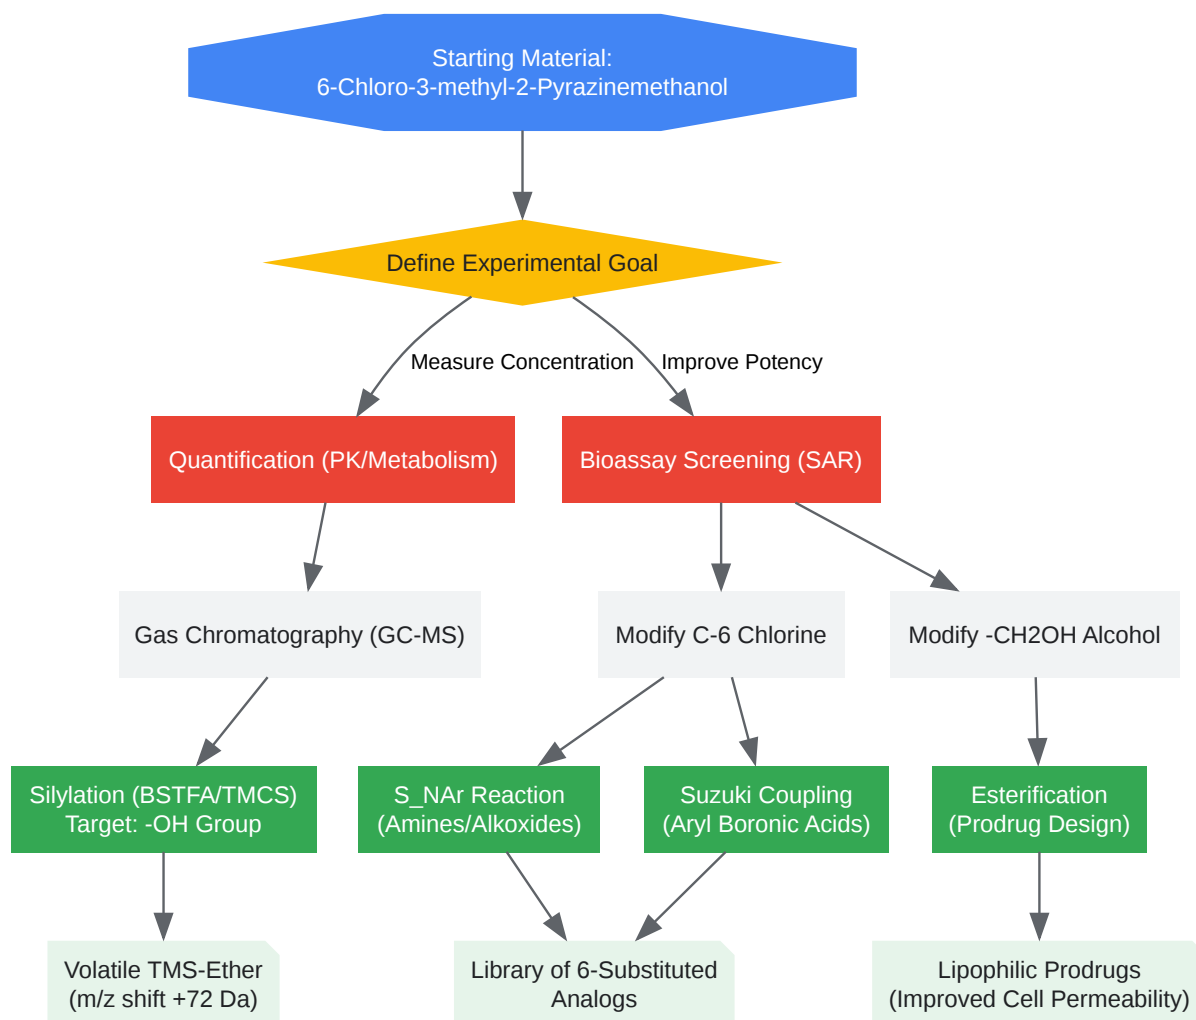 Starting Material:
6-Chloro-3-methyl-2-Pyrazinemethanol
Define Experimental Goal
Measure Concentration
Improve Potency
Quantification (PK/Metabolism)
Bioassay Screening (SAR)
Gas Chromatography (GC-MS)
Modify C-6 Chlorine
Modify -CH2OH Alcohol
Silylation (BSTFA/TMCS)
Target: -OH Group
S_NAr Reaction
(Amines/Alkoxides)
Suzuki Coupling
(Aryl Boronic Acids)
Esterification
(Prodrug Design)
Volatile TMS-Ether
(m/z shift +72 Da)
Library of 6-Substituted
Analogs
Lipophilic Prodrugs
(Improved Cell Permeability)